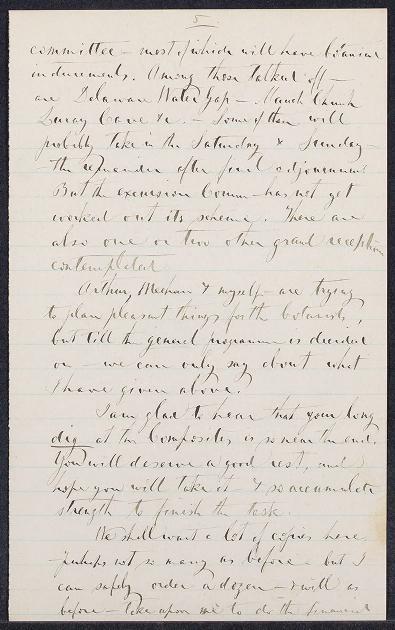 5
committee - most of which will have botanical
inducements. Among those talked off -
are Delaware Water Gap - Mauch Chunk
Luray Cave &c. - Some of them will
probably take in the Saturday & Sunday -
the remainder after final adjournment
But the excursion Comm - has not yet
worked out its scheme. There are
also one or two other grand reception
contemplated.
Arthur, Meehan & myself - are trying
to plan pleasant things for the botanists,
but till the general programme is decided
on - we can only say about what
I have given above.
I am glad to hear that your long
dig at the Composites is so near the end.
You will deserve a good rest, and
hope you will take it - & so accumulate
strength to finish the task.
We shall want a lot of copies here
perhaps not so many as before - but I
can safely order a dozen - & will as
before - take upon me to do the financial